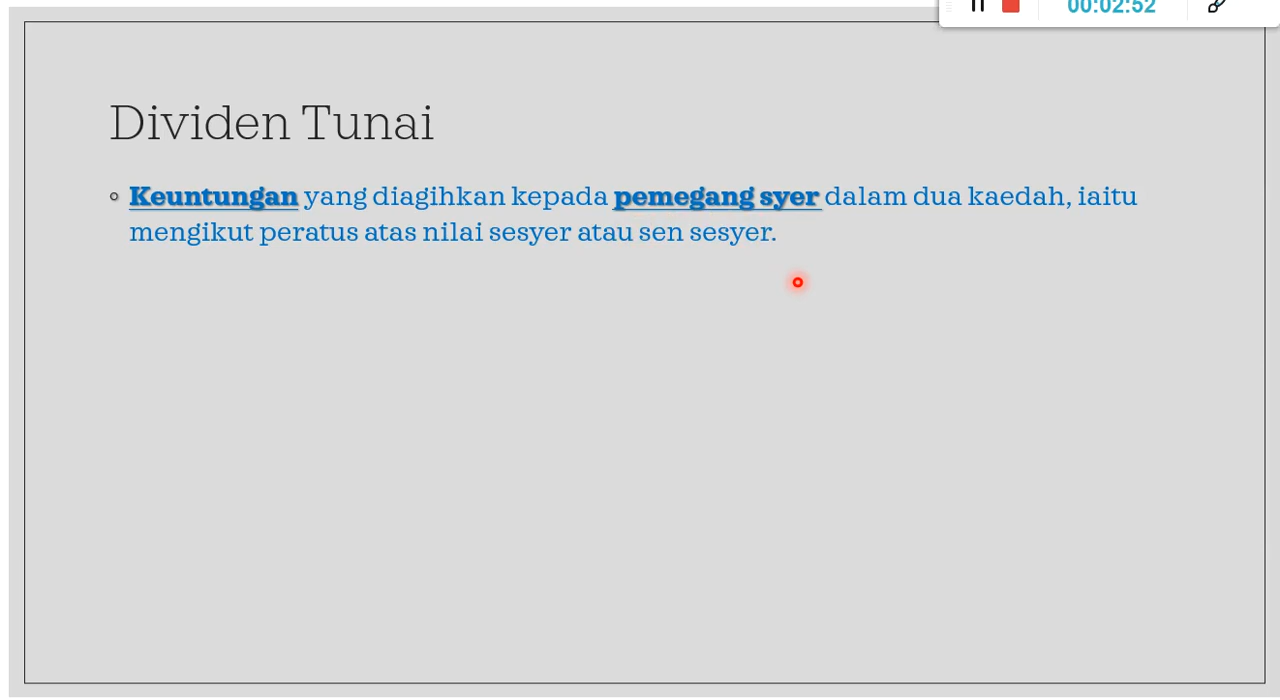 00:02:52
Dividen Tunai
Keuntungan yang diagihkan kepada pemegang syer dalam dua kaedah, iaitu
mengikut peratus atas nilai sesyer atau sen sesyer.